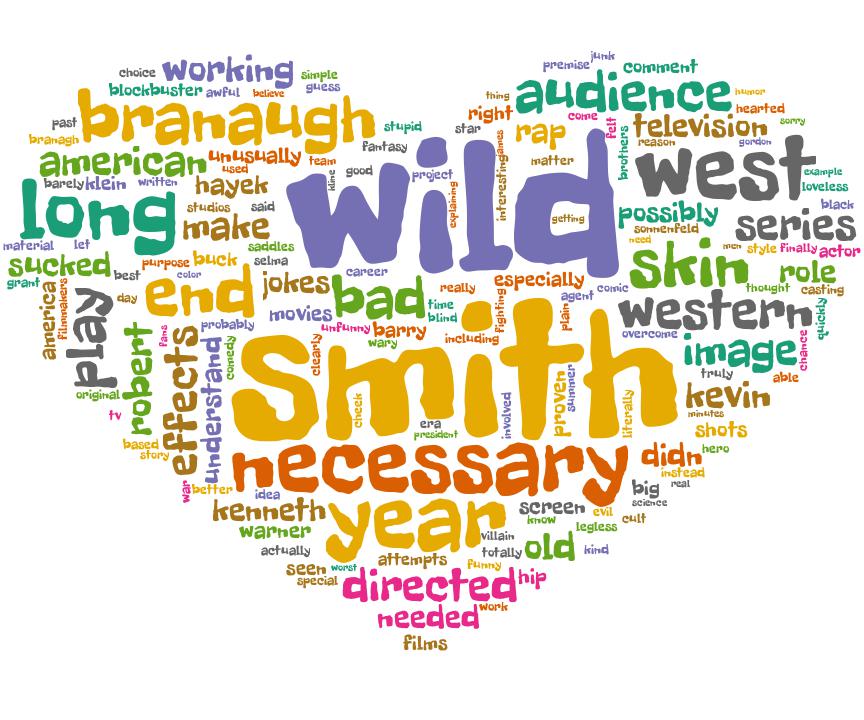 premise junk
choice working simple comment
blockbuster awful believe guess audience humor
thing hearted
past branaugh right come felt television sorry
branagh stupid star rap brothers reason gordon
american unusually team fantasy games matter west
used kline good project wild example
barely klein written hayek explaining interesting loveless
long studios said getting possibly black
make sonnenfeld series
material let saddles need men style finally actor
sucked purpose buck selma career skin role
grant best color jokes really especially thought casting
america filmmakers day end bad time agent comic western quickly
play movies blind fighting plain
robert fans effects probably unfunny barry including overcome chance
understand comedy clearly wary smith image
original truly able
tv cheek proven summer literally kevin
era involved minutes
based president shots
story necessary didn hero
war better idea instead real
kenneth year screen evil big science
warner know legless cult
villain
actually totally old kind
seen worst attempts funny
special directed hip
needed work
films